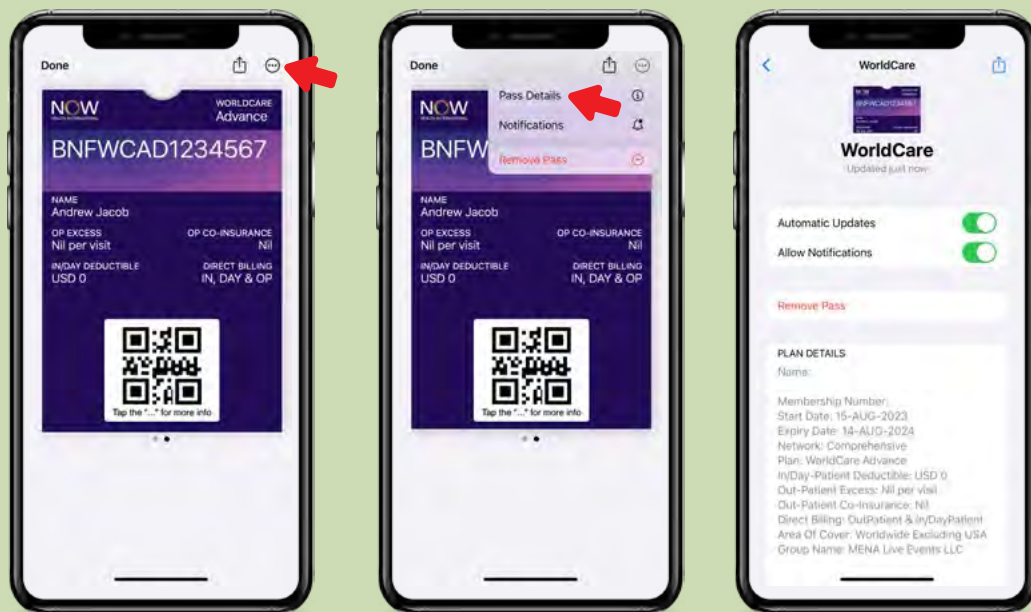 Done
NOW
HEALTH INTERNATIONAL
WORLDCARE
Advance
BNFWCAD1234567
NAME
Andrew Jacob
OP EXCESS
Nil per visit
OP CO-INSURANCE
Nil
IN/DAY DEDUCTIBLE
USD 0
DIRECT BILLING
IN, DAY & OP
Tap the "..." for more info
Done
Pass Details
Notifications
Remove Pass
NOW
BNFW
NAME
Andrew Jacob
OP EXCESS
Nil per visit
OP CO-INSURANCE
Nil
IN/DAY DEDUCTIBLE
USD 0
DIRECT BILLING
IN, DAY & OP
Tap the "..." for more info
WorldCare
NOW
BNFWCAD1234567
WorldCare
Updated just now
Automatic Updates
Allow Notifications
Remove Pass
PLAN DETAILS
Name:
Membership Number:
Start Date: 15-AUG-2023
Expiry Date: 14-AUG-2024
Network: Comprehensive
Plan: WorldCare Advance
In/Day-Patient Deductible: USD 0
Out-Patient Excess: Nil per visit
Out-Patient Co-Insurance: Nil
Direct Billing: OutPatient & In/DayPatient
Area Of Cover: Worldwide Excluding USA
Group Name: MENA Live Events LLC